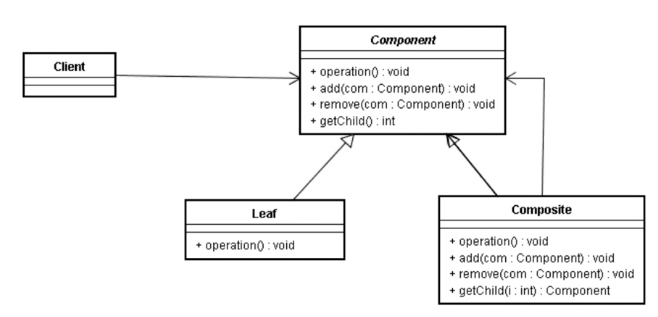 Component
+ operation() : void
+ add(com : Component) : void
+ remove(com : Component) : void
+ getChild() : int
Client
Leaf
+ operation() : void
Composite
+ operation() : void
+ add(com : Component) : void
+ remove(com : Component) : void
+ getChild(i : int) : Component